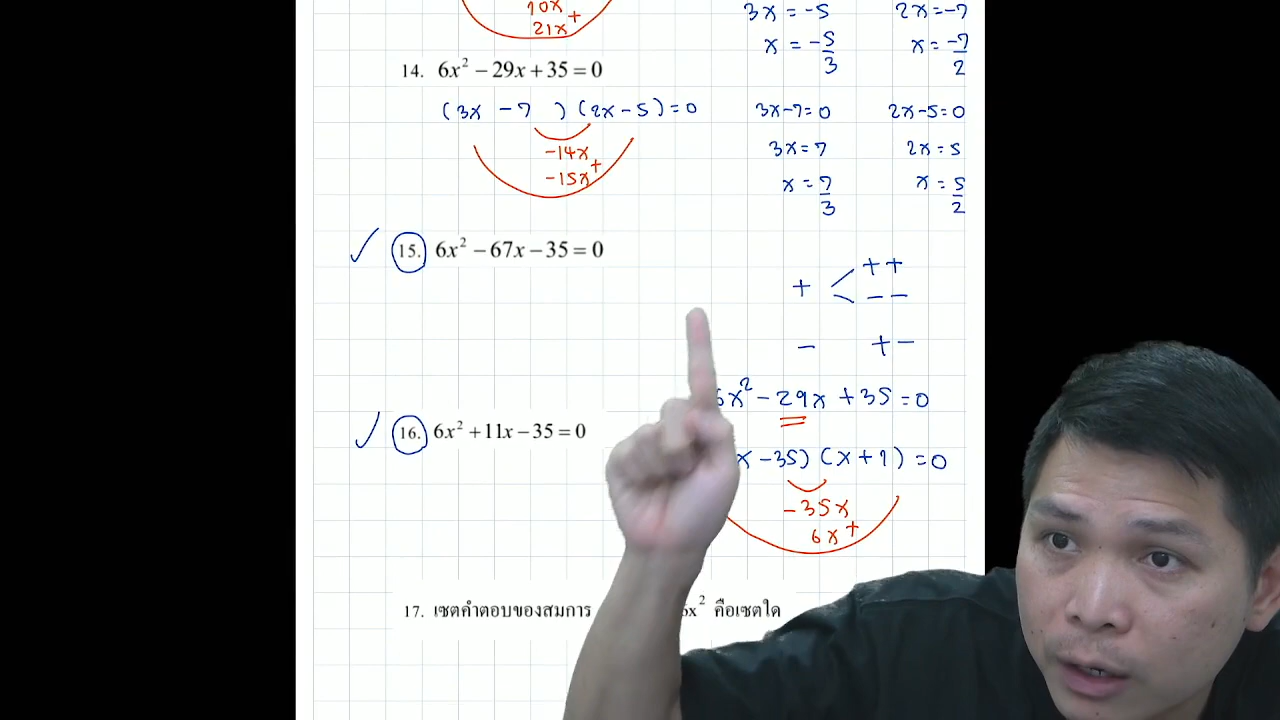 10x
21x +
3x = -5
2x = -7
x = -5/3
x = -7/2
14. 6x² − 29x + 35 = 0
(3x - 7 ) (2x - 5) = 0
-14x
-15x +
3x-7=0
2x-5=0
3x=7
2x=5
x = 7/3
x = 5/2
15. 6x² − 67x − 35 = 0
+ < + +
− −
− + −
16. 6x² + 11x − 35 = 0
x² - 29x + 35 = 0
x - 35) (x + 1) = 0
-35x
6x +
17. เซตคำตอบของสมการ
x² คือเซตใด